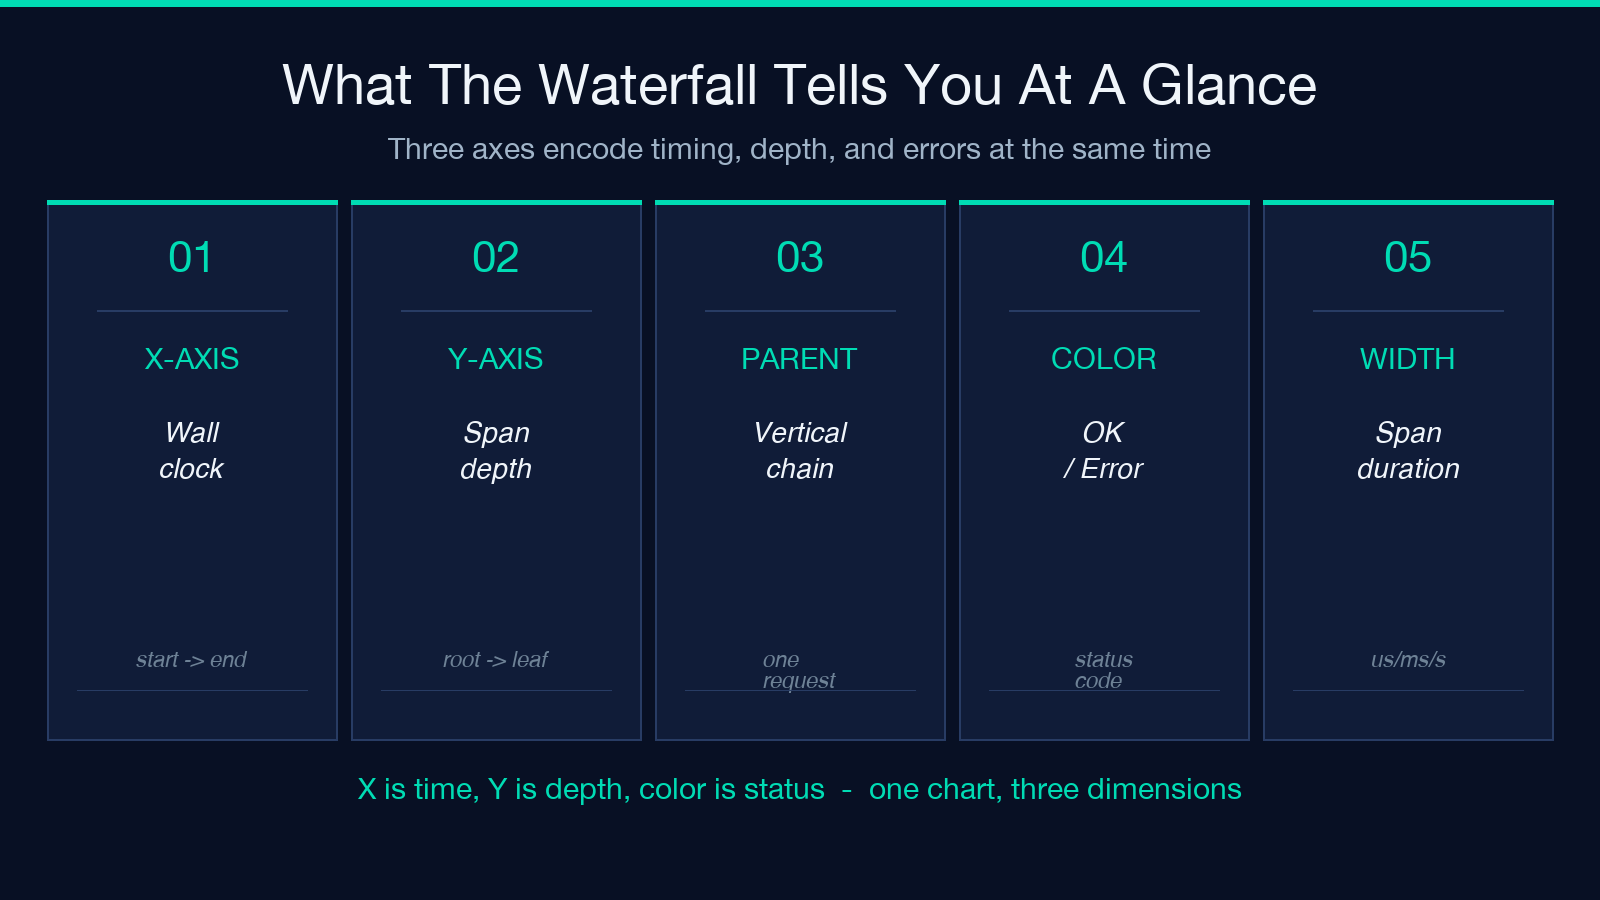 What The Waterfall Tells You At A Glance
Three axes encode timing, depth, and errors at the same time
01
X-AXIS
Wall
clock
start -> end
02
Y-AXIS
Span
depth
root -> leaf
03
PARENT
Vertical
chain
one
request
04
COLOR
OK
/ Error
status
code
05
WIDTH
Span
duration
us/ms/s
X is time, Y is depth, color is status - one chart, three dimensions